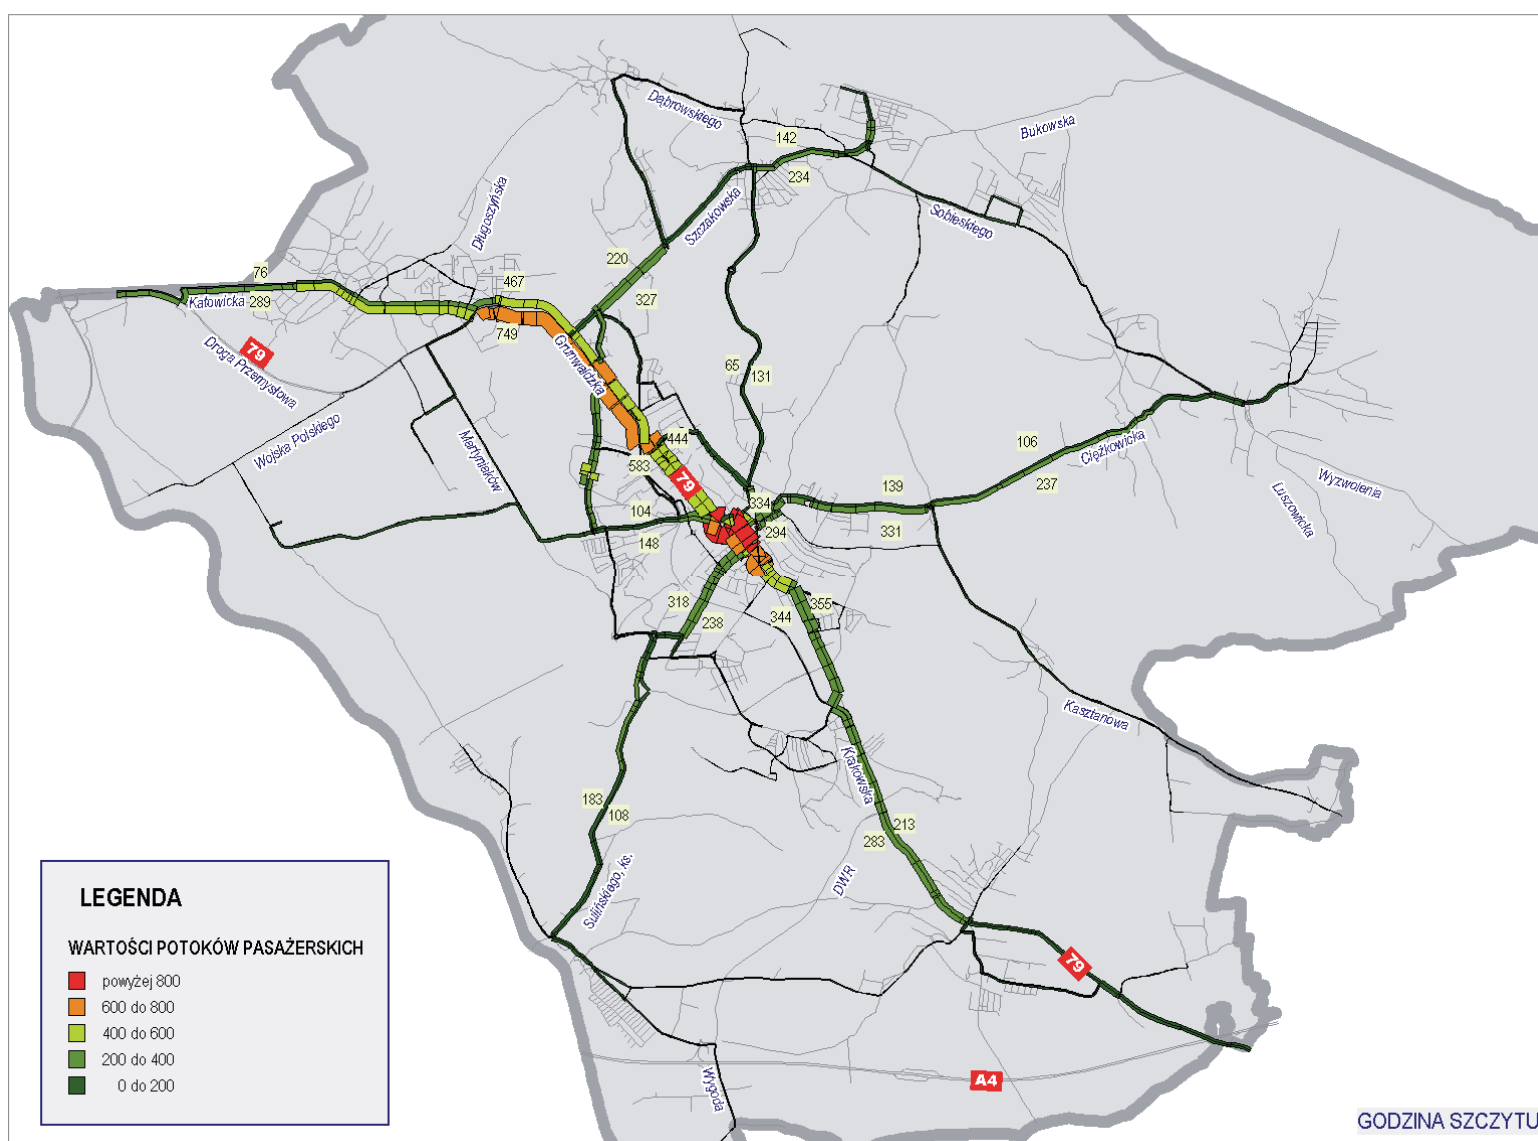 Dąbrowskiego
142
Bukowska
234
Długoszyńska
Szczakowska
Sobieskiego
220
76
467
Katowicka
289
327
749
79
Droga Przemysłowa
Grunwaldzka
65
131
444
106
Ciężkowicka
Wojska Polskiego
Martyniaków
583
79
237
Wyzwolenia
139
Luszowicka
334
104
294
331
148
318
355
344
238
Kasztanowa
Krakowska
183
108
213
283
Sulińskiego, ks.
DWR
79
LEGENDA
WARTOŚCI POTOKÓW PASAŻERSKICH
powyżej 800
600 do 800
400 do 600
200 do 400
0 do 200
A4
Wygoda
GODZINA SZCZYTU